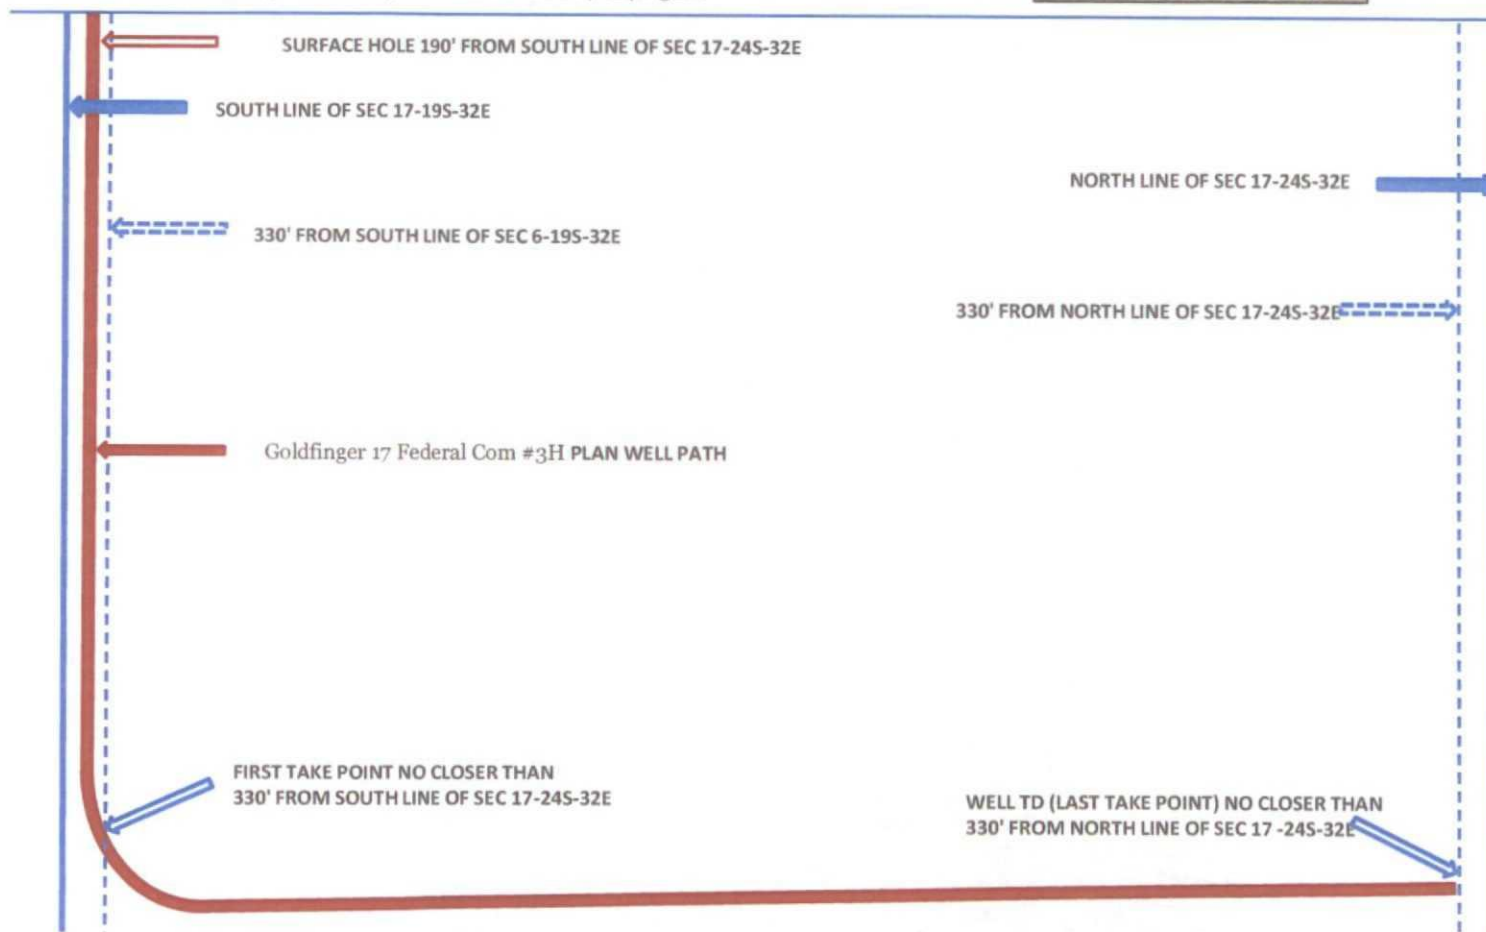 SURFACE HOLE 190' FROM SOUTH LINE OF SEC 17-24S-32E
SOUTH LINE OF SEC 17-19S-32E
NORTH LINE OF SEC 17-24S-32E
330' FROM SOUTH LINE OF SEC 6-19S-32E
330' FROM NORTH LINE OF SEC 17-24S-32E
Goldfinger 17 Federal Com #3H PLAN WELL PATH
FIRST TAKE POINT NO CLOSER THAN
330' FROM SOUTH LINE OF SEC 17-24S-32E
WELL TD (LAST TAKE POINT) NO CLOSER THAN
330' FROM NORTH LINE OF SEC 17 -24S-32E